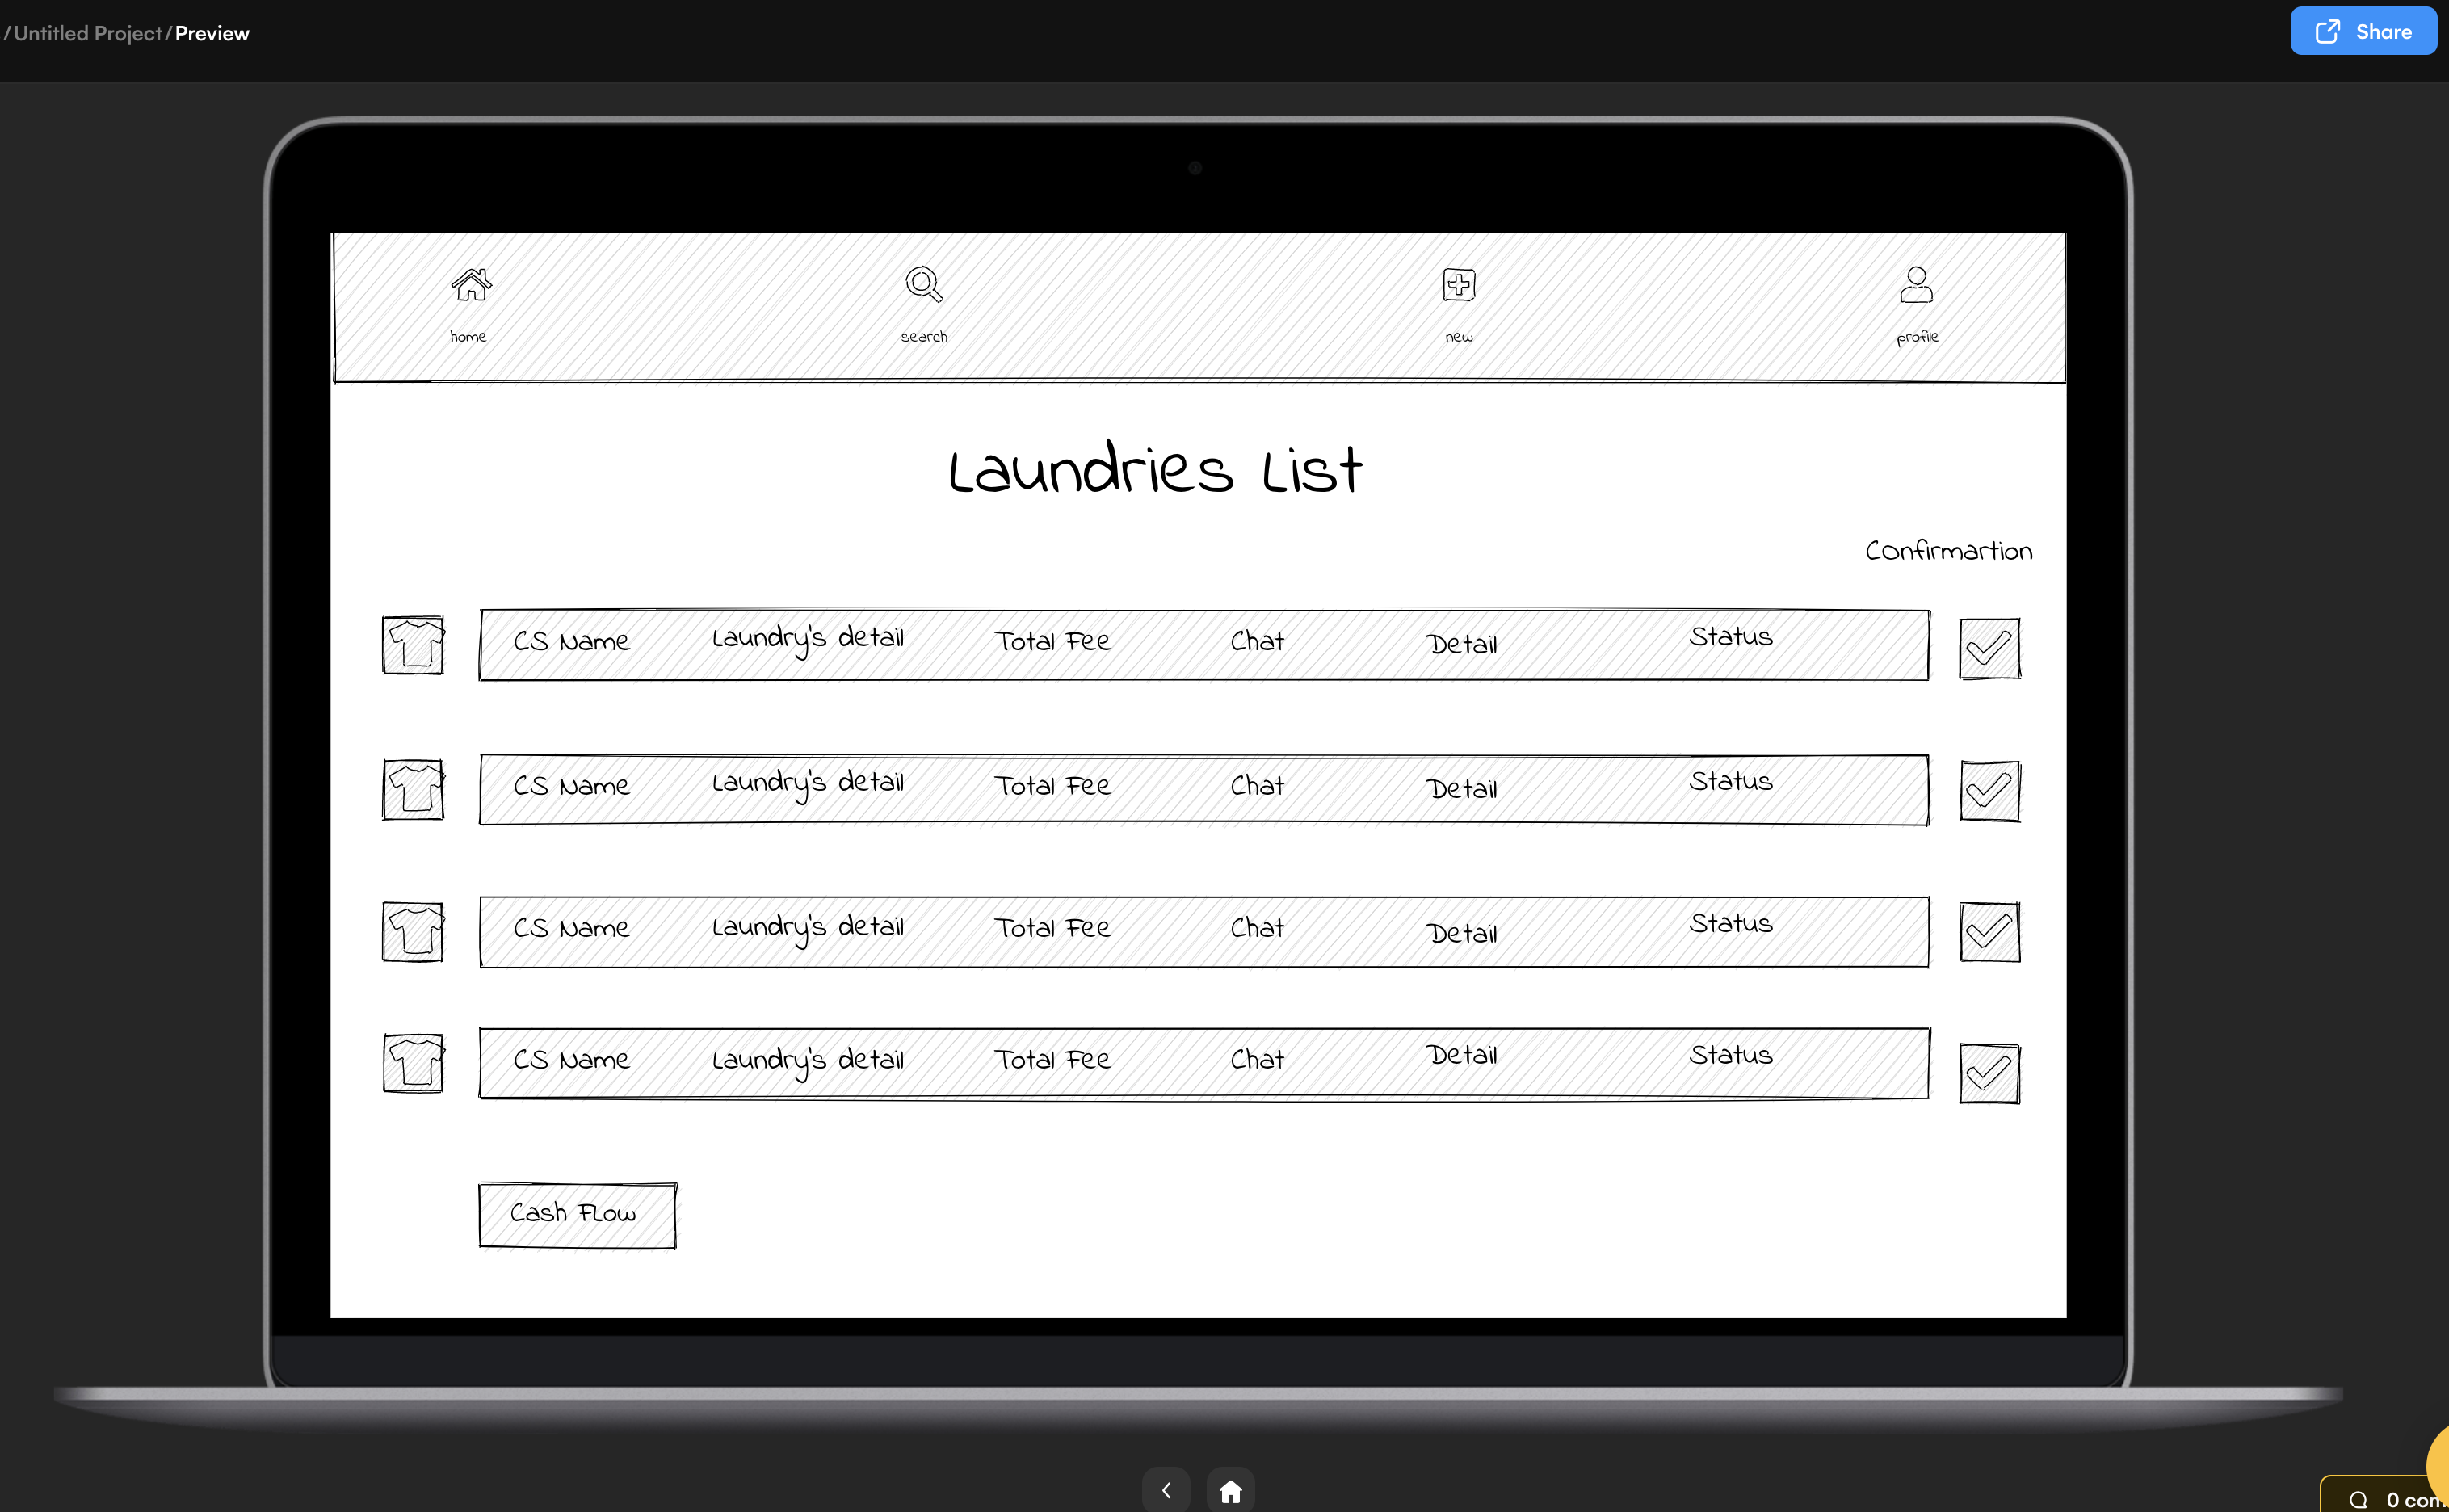 /Untitled Project/Preview
Share
home search new profile
Laundries List
Confirmartion
CS Name Laundry's detail Total Fee Chat Detail Status
CS Name Laundry's detail Total Fee Chat Detail Status
CS Name Laundry's detail Total Fee Chat Detail Status
CS Name Laundry's detail Total Fee Chat Detail Status
Cash Flow
0